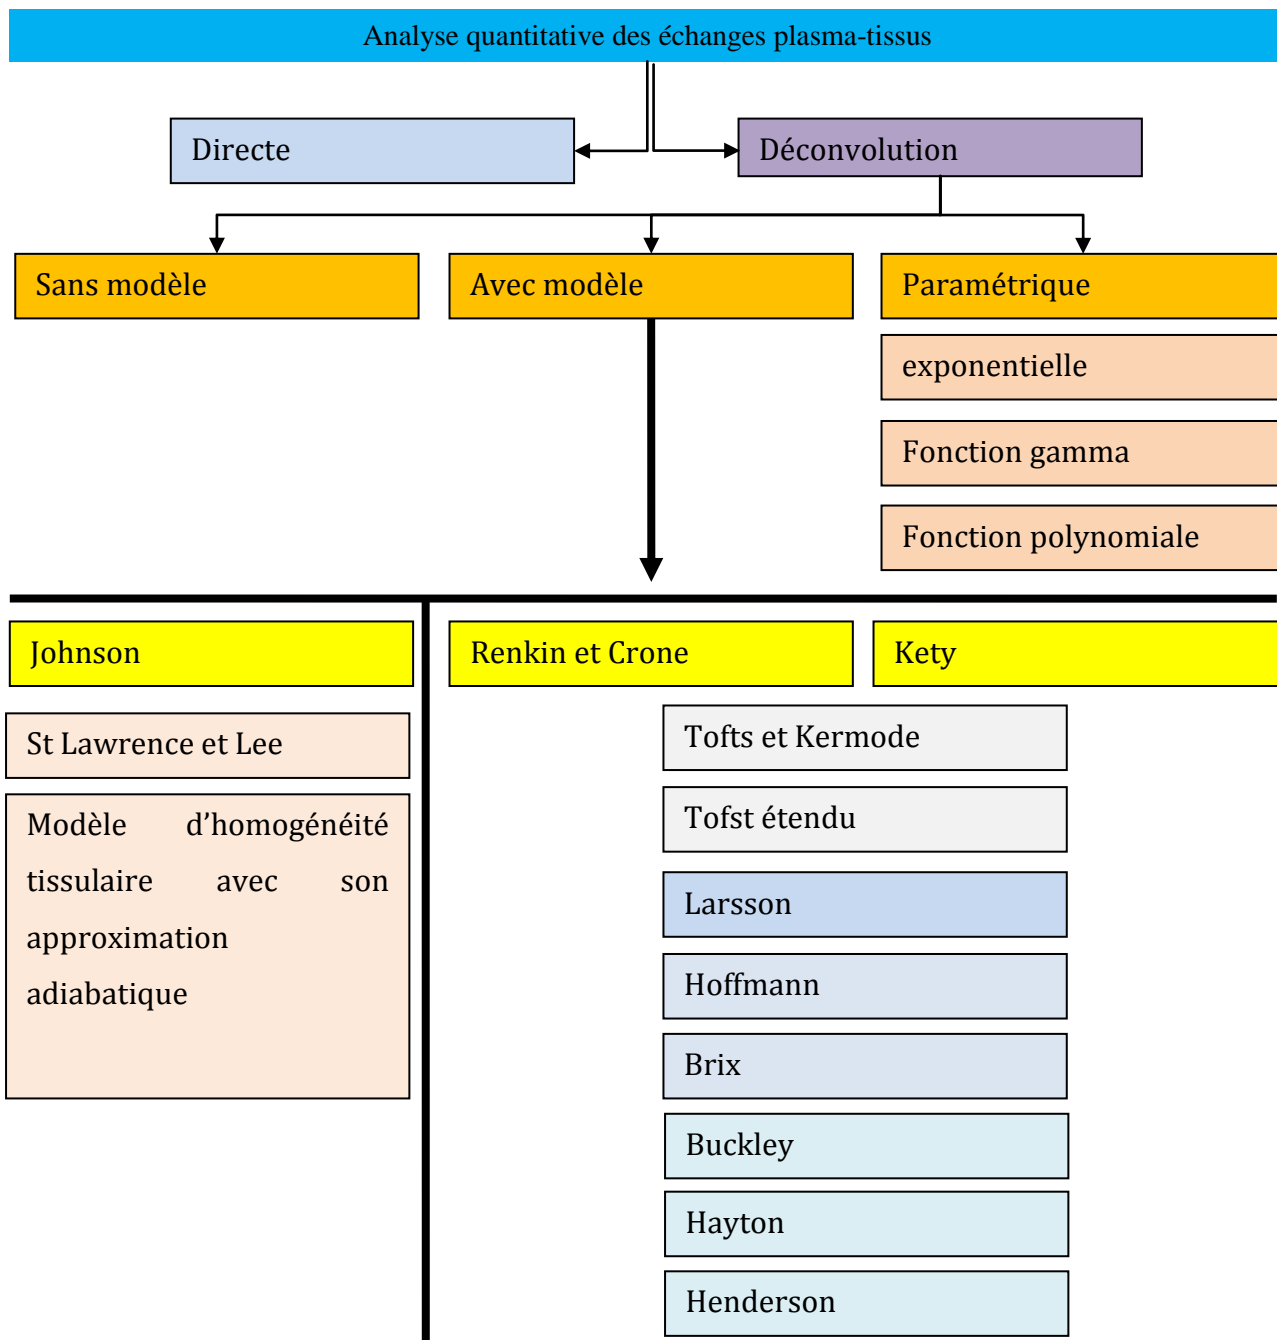 Analyse quantitative des échanges plasma-tissus
Directe
Déconvolution
Sans modèle
Avec modèle
Paramétrique
exponentielle
Fonction gamma
Fonction polynomiale
Johnson
Renkin et Crone
Kety
St Lawrence et Lee
Modèle d’homogénéité
tissulaire avec son
approximation
adiabatique
Tofts et Kermode
Tofst étendu
Larsson
Hoffmann
Brix
Buckley
Hayton
Henderson